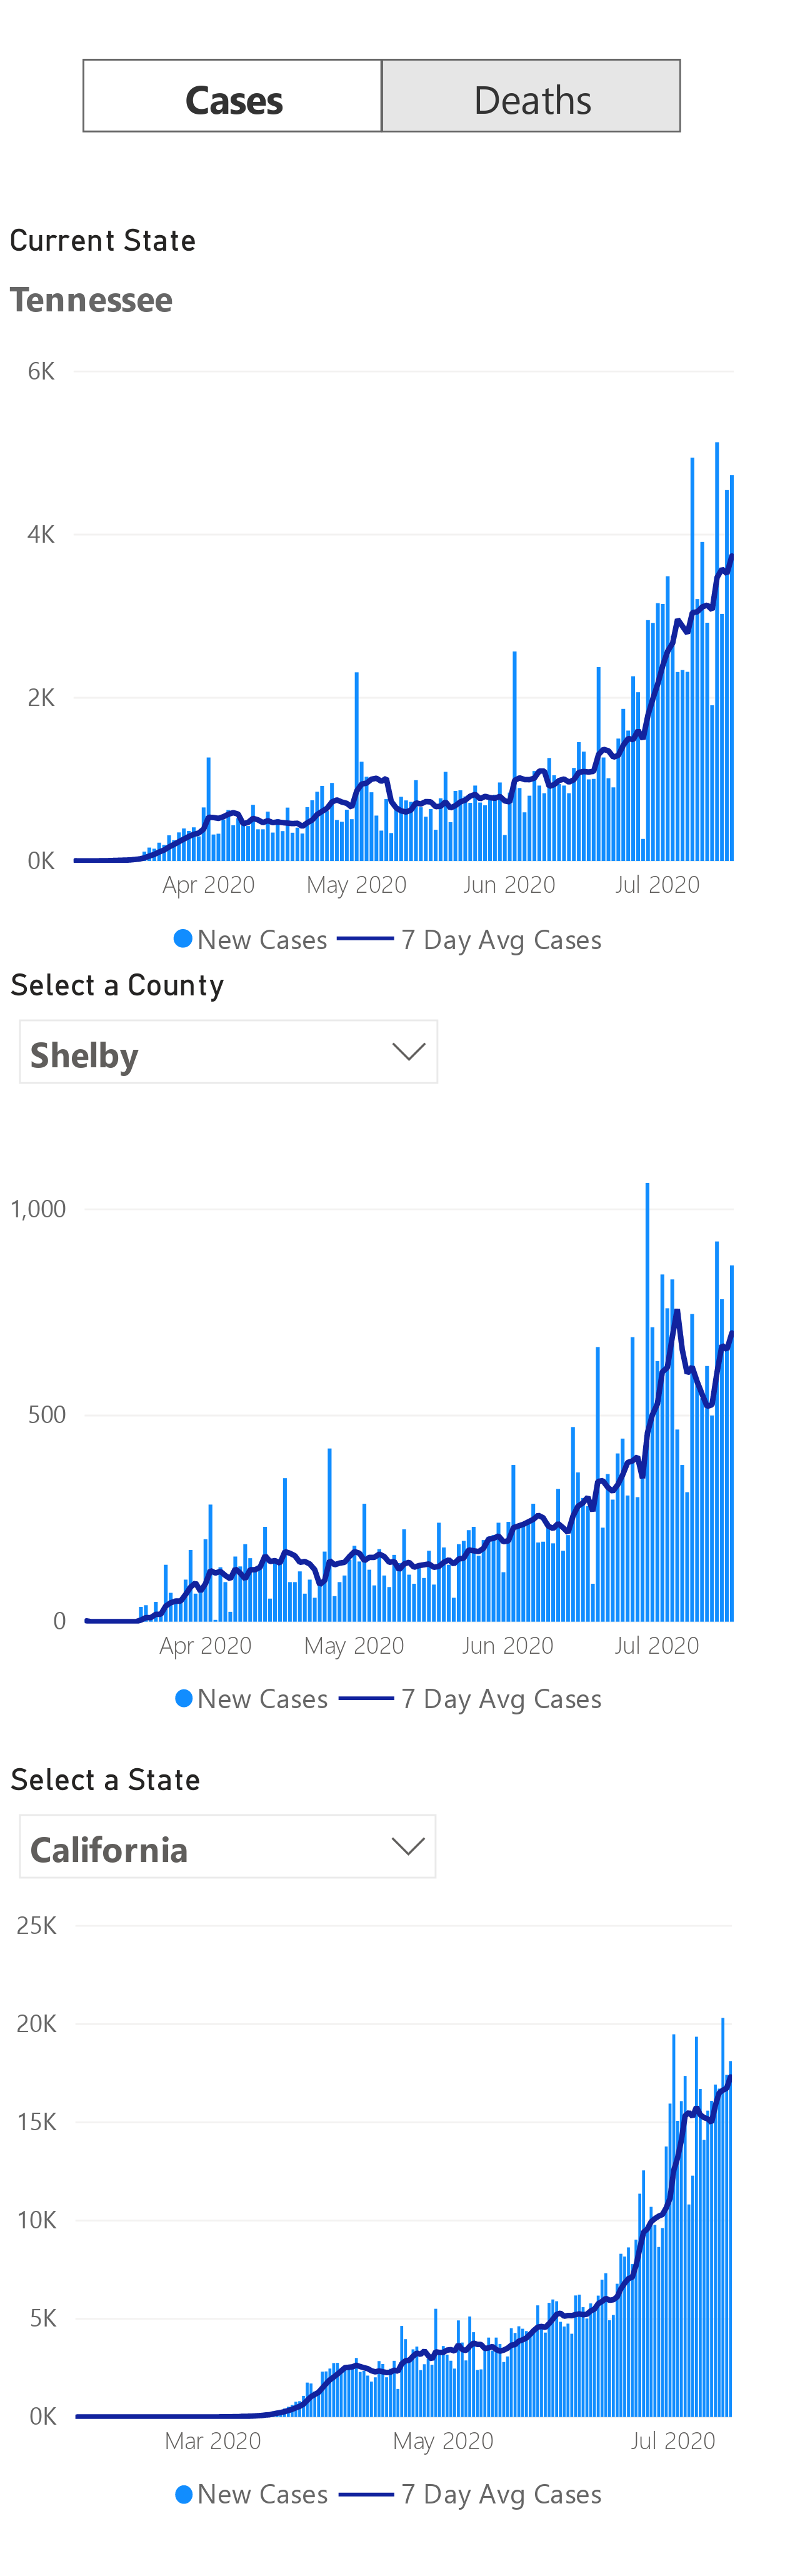 Cases Deaths
Current State
Tennessee
6K
4K
2K
0K
Apr 2020 May 2020 Jun 2020 Jul 2020
New Cases 7 Day Avg Cases
Select a County
Shelby
1,000
500
0
Apr 2020 May 2020 Jun 2020 Jul 2020
New Cases 7 Day Avg Cases
Select a State
California
25K
20K
15K
10K
5K
0K
Mar 2020 May 2020 Jul 2020
New Cases 7 Day Avg Cases